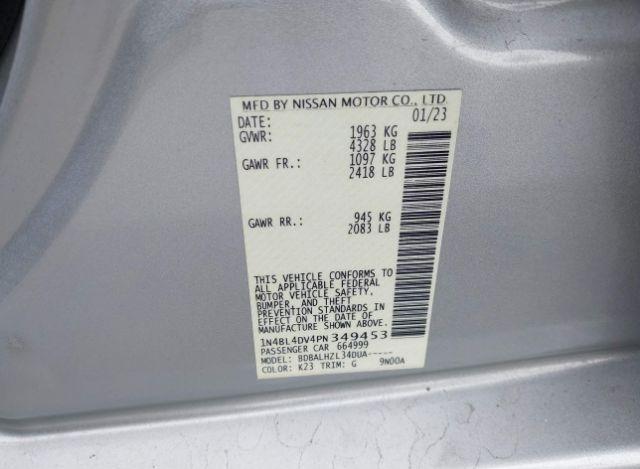 MFD BY NISSAN MOTOR CO., LTD.
DATE: 01/23
GVWR: 1963 KG
4328 LB
GAWR FR.: 1097 KG
2418 LB
GAWR RR.: 945 KG
2083 LB
THIS VEHICLE CONFORMS TO
ALL APPLICABLE FEDERAL
MOTOR VEHICLE SAFETY,
BUMPER, AND THEFT
PREVENTION STANDARDS IN
EFFECT ON THE DATE OF
MANUFACTURE SHOWN ABOVE.
1N4BL4DV4PN349453
PASSENGER CAR 664999
MODEL: BDBALHZL34DUA-----
COLOR: K23 TRIM: G 9N00A